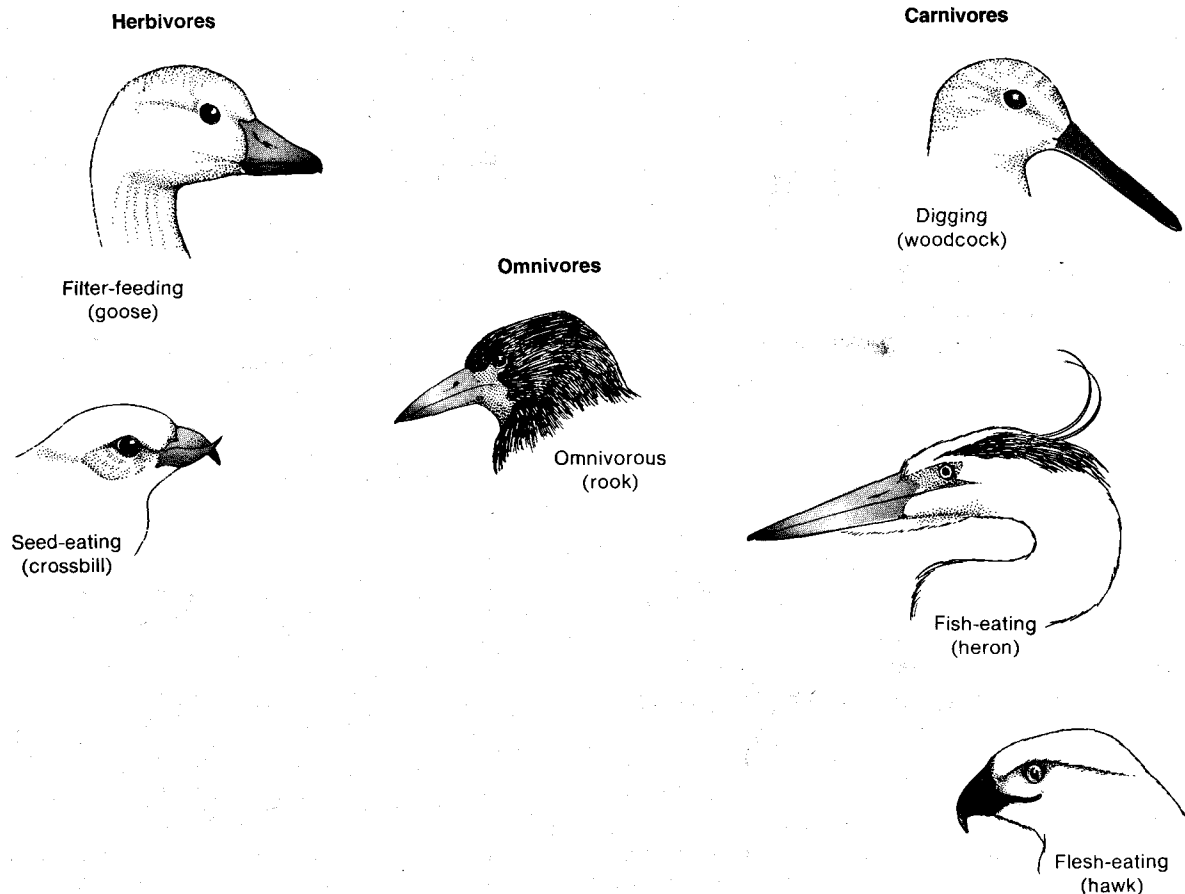 Herbivores
Filter-feeding
(goose)
Seed-eating
(crossbill)
Omnivores
Omnivorous
(rook)
Carnivores
Digging
(woodcock)
Fish-eating
(heron)
Flesh-eating
(hawk)